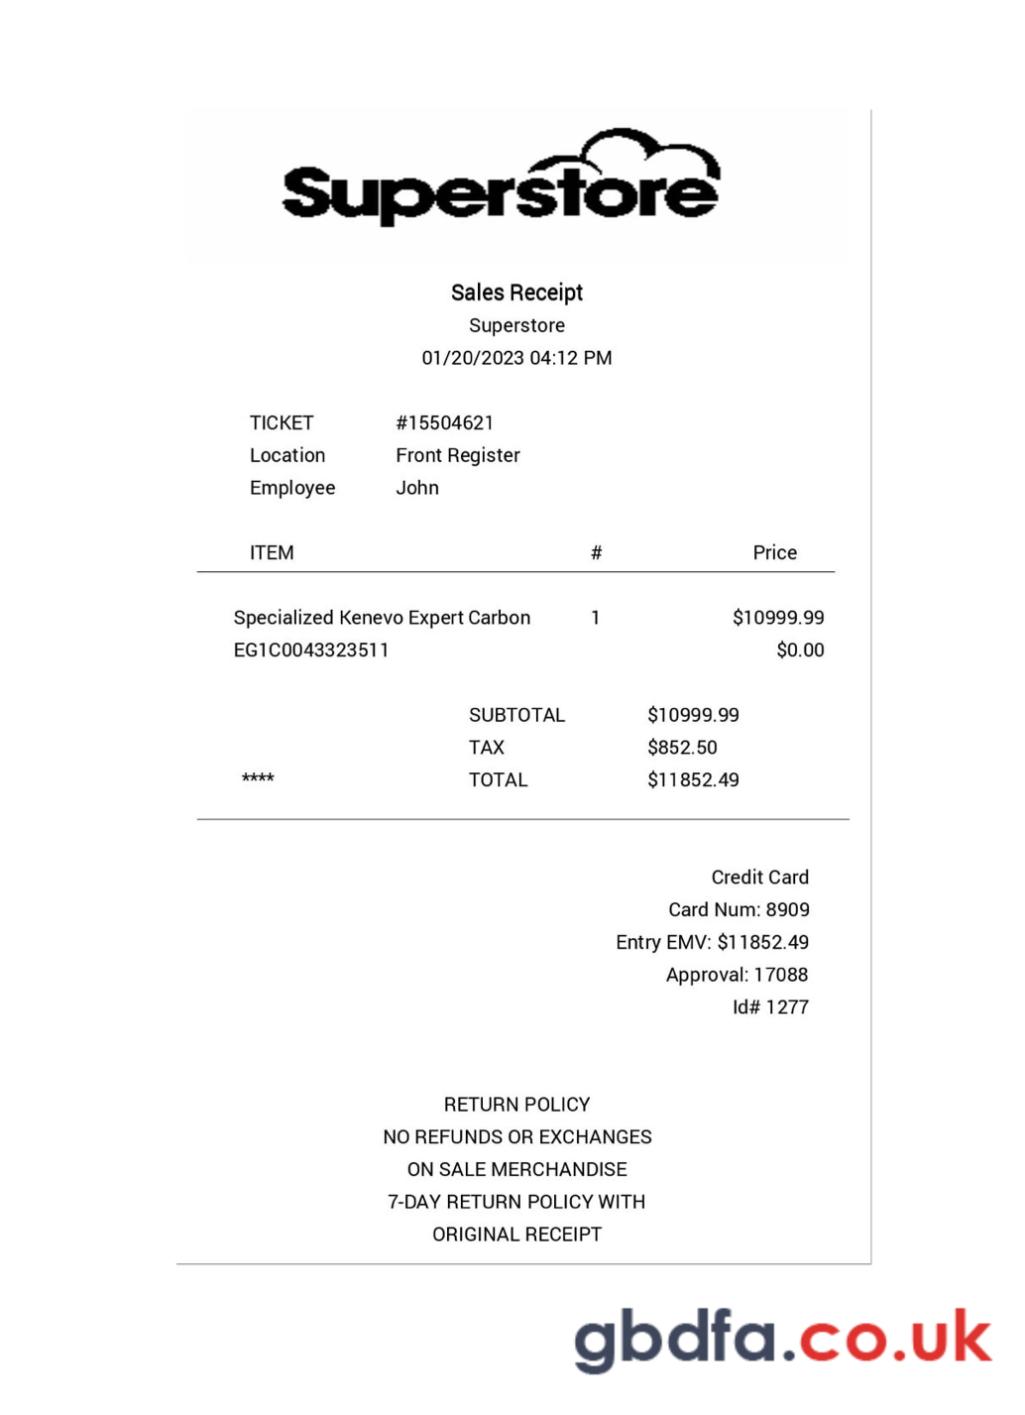 Superstore
Sales Receipt
Superstore
01/20/2023 04:12 PM
TICKET #15504621
Location Front Register
Employee John
ITEM # Price
Specialized Kenevo Expert Carbon 1 $10999.99
EG1C0043323511 $0.00
SUBTOTAL $10999.99
TAX $852.50
**** TOTAL $11852.49
Credit Card
Card Num: 8909
Entry EMV: $11852.49
Approval: 17088
Id# 1277
RETURN POLICY
NO REFUNDS OR EXCHANGES
ON SALE MERCHANDISE
7-DAY RETURN POLICY WITH
ORIGINAL RECEIPT
gbdfa.co.uk